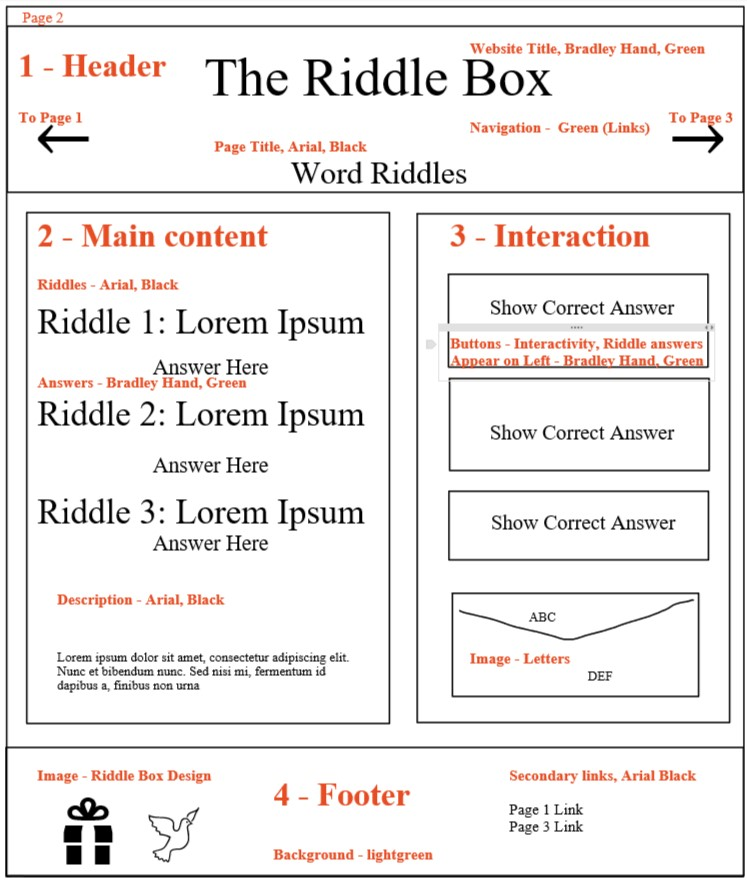 Page 2
Website Title, Bradley Hand, Green
1 - Header
The Riddle Box
To Page 1
To Page 3
Navigation -  Green (Links)
Page Title, Arial, Black
Word Riddles
2 - Main content
Riddles - Arial, Black
Riddle 1: Lorem Ipsum
Answer Here
Answers - Bradley Hand, Green
Riddle 2: Lorem Ipsum
Answer Here
Riddle 3: Lorem Ipsum
Answer Here
Description - Arial, Black
Lorem ipsum dolor sit amet, consectetur adipiscing elit.
Nunc et bibendum nunc. Sed nisi mi, fermentum id
dapibus a, finibus non urna
3 - Interaction
Show Correct Answer
Buttons - Interactivity, Riddle answers
Appear on Left - Bradley Hand, Green
Show Correct Answer
Show Correct Answer
ABC
Image - Letters
DEF
Image - Riddle Box Design
4 - Footer
Background - lightgreen
Secondary links, Arial Black
Page 1 Link
Page 3 Link